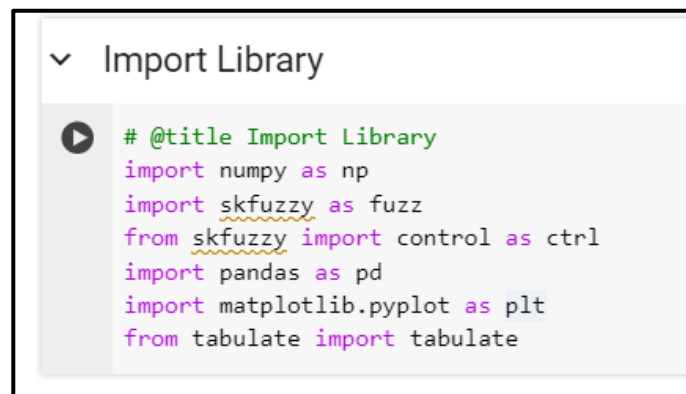 Import Library
# @title Import Library
import numpy as np
import skfuzzy as fuzz
from skfuzzy import control as ctrl
import pandas as pd
import matplotlib.pyplot as plt
from tabulate import tabulate